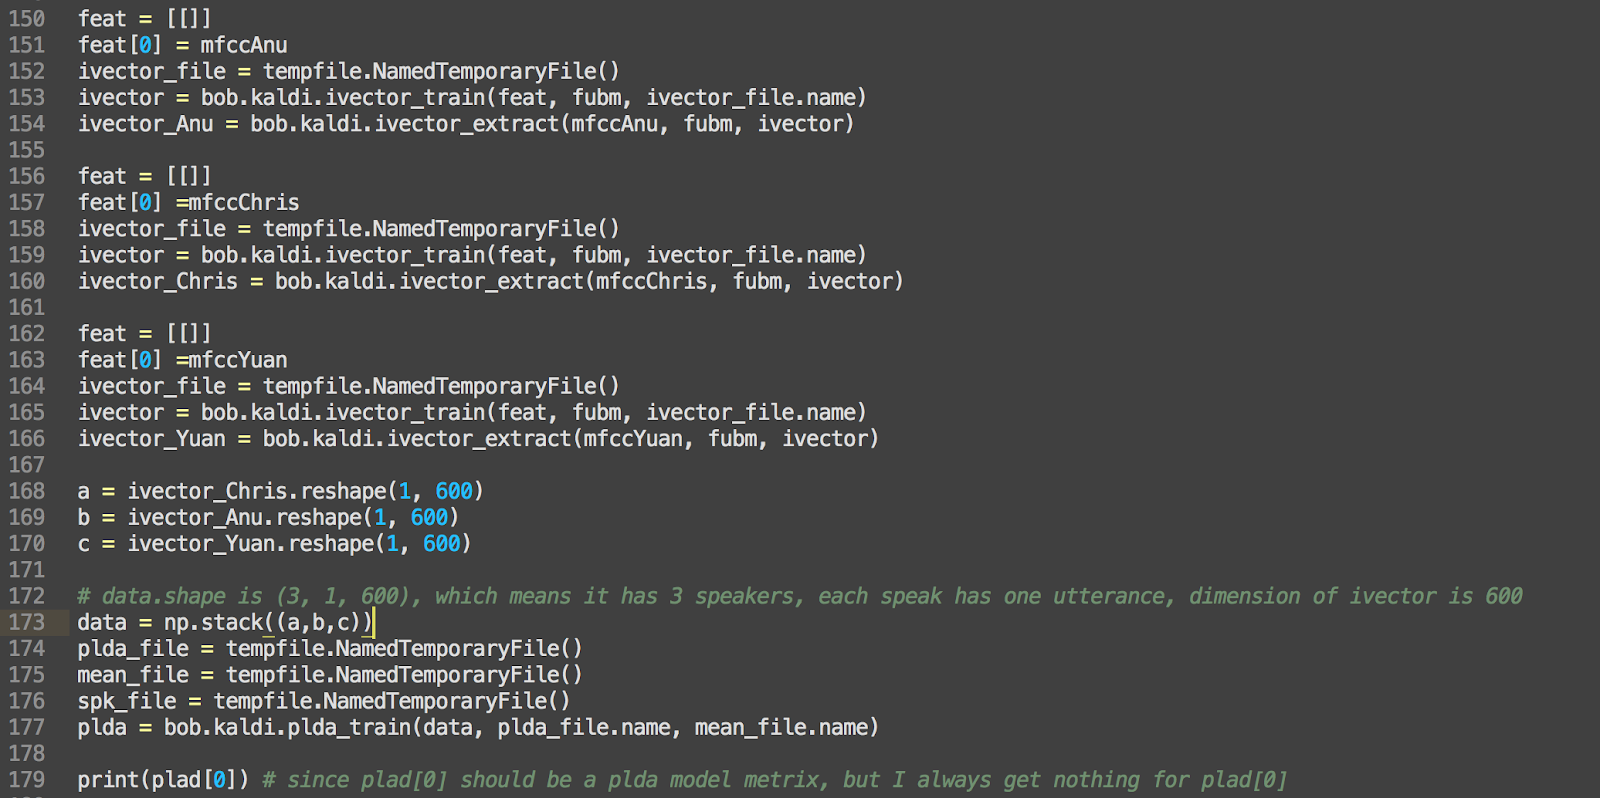 150 feat = [[]]
151 feat[0] = mfccAnu
152 ivector_file = tempfile.NamedTemporaryFile()
153 ivector = bob.kaldi.ivector_train(feat, fubm, ivector_file.name)
154 ivector_Anu = bob.kaldi.ivector_extract(mfccAnu, fubm, ivector)
155
156 feat = [[]]
157 feat[0] =mfccChris
158 ivector_file = tempfile.NamedTemporaryFile()
159 ivector = bob.kaldi.ivector_train(feat, fubm, ivector_file.name)
160 ivector_Chris = bob.kaldi.ivector_extract(mfccChris, fubm, ivector)
161
162 feat = [[]]
163 feat[0] =mfccYuan
164 ivector_file = tempfile.NamedTemporaryFile()
165 ivector = bob.kaldi.ivector_train(feat, fubm, ivector_file.name)
166 ivector_Yuan = bob.kaldi.ivector_extract(mfccYuan, fubm, ivector)
167
168 a = ivector_Chris.reshape(1, 600)
169 b = ivector_Anu.reshape(1, 600)
170 c = ivector_Yuan.reshape(1, 600)
171
172 # data.shape is (3, 1, 600), which means it has 3 speakers, each speak has one utterance, dimension of ivector is 600
173 data = np.stack((a,b,c))
174 plda_file = tempfile.NamedTemporaryFile()
175 mean_file = tempfile.NamedTemporaryFile()
176 spk_file = tempfile.NamedTemporaryFile()
177 plda = bob.kaldi.plda_train(data, plda_file.name, mean_file.name)
178
179 print(plad[0]) # since plad[0] should be a plda model metrix, but I always get nothing for plad[0]